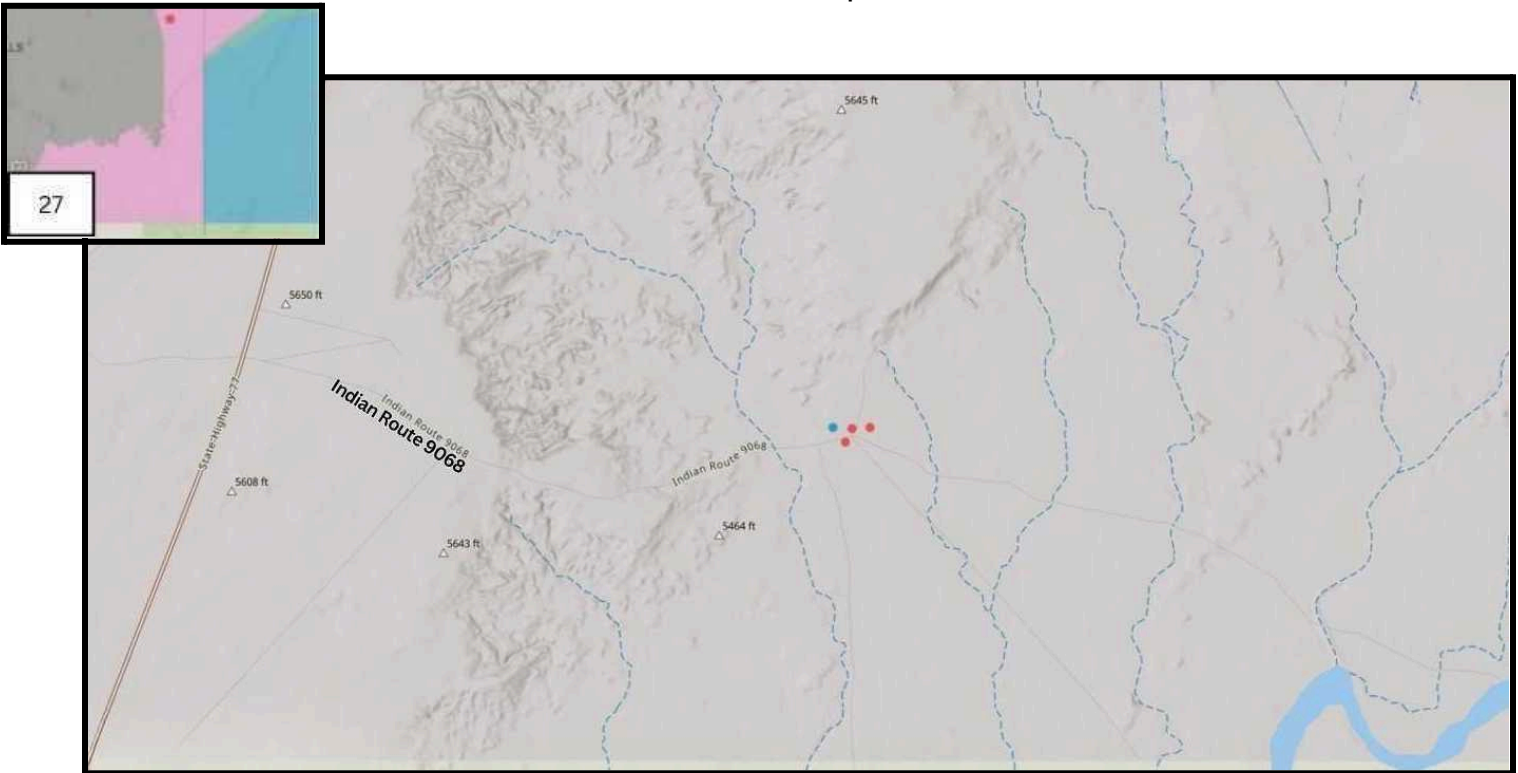 27
5645 ft
5650 ft
Indian Route 9068
Indian Route 9068
State Highway 77
Indian Route 9068
5608 ft
5464 ft
5643 ft